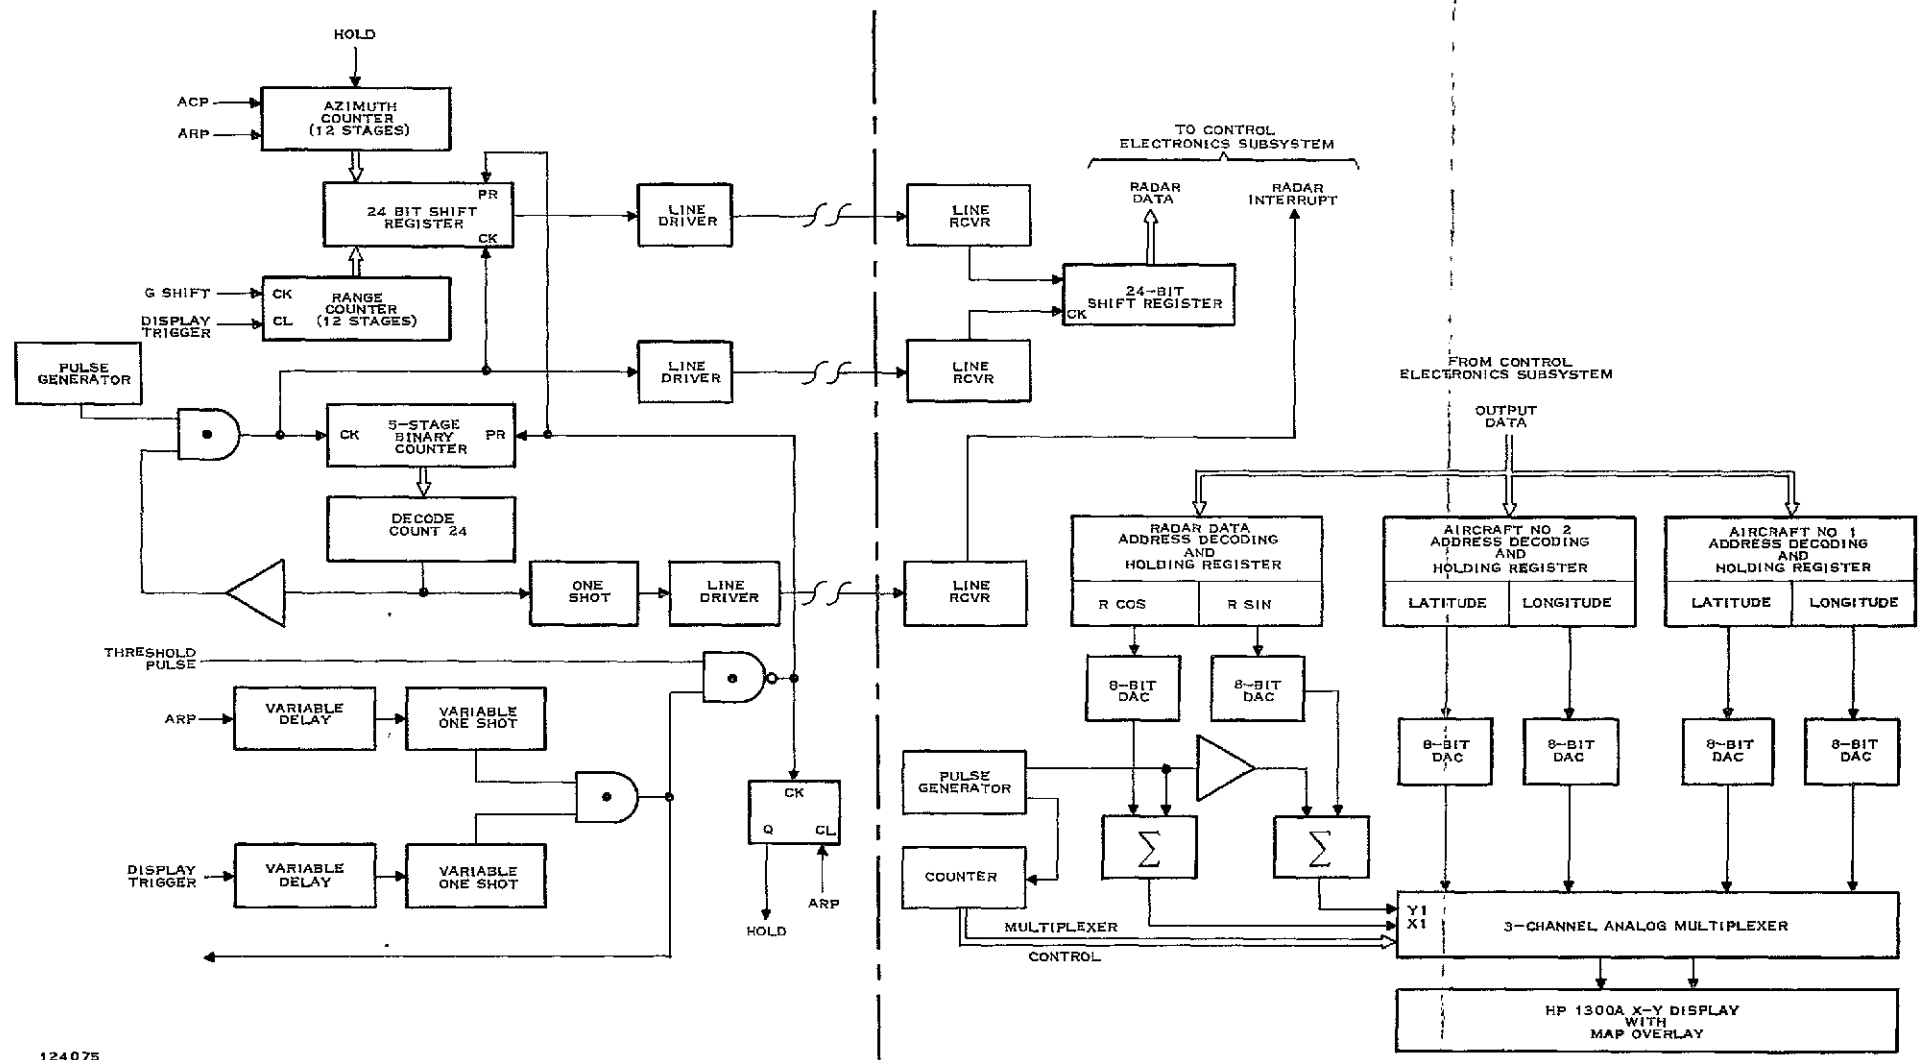 HOLD
ACP
ARP
AZIMUTH
COUNTER
(12 STAGES)
PR
24 BIT SHIFT
REGISTER
CK
G SHIFT
DISPLAY
TRIGGER
CK
CL
RANGE
COUNTER
(12 STAGES)
PULSE
GENERATOR
LINE
DRIVER
LINE
DRIVER
CK
5-STAGE
BINARY
COUNTER
PR
DECODE
COUNT 24
ONE
SHOT
LINE
DRIVER
THRESHOLD
PULSE
ARP
VARIABLE
DELAY
VARIABLE
ONE SHOT
DISPLAY
TRIGGER
VARIABLE
DELAY
VARIABLE
ONE SHOT
CK
Q
CL
HOLD
ARP
124075
TO CONTROL
ELECTRONICS SUBSYSTEM
RADAR
DATA
RADAR
INTERRUPT
LINE
RCVR
24-BIT
SHIFT REGISTER
CK
LINE
RCVR
LINE
RCVR
FROM CONTROL
ELECTRONICS SUBSYSTEM
OUTPUT
DATA
RADAR DATA
ADDRESS DECODING
AND
HOLDING REGISTER
R COS
R SIN
AIRCRAFT NO 2
ADDRESS DECODING
AND
HOLDING REGISTER
LATITUDE
LONGITUDE
AIRCRAFT NO 1
ADDRESS DECODING
AND
HOLDING REGISTER
LATITUDE
LONGITUDE
8-BIT
DAC
8-BIT
DAC
8-BIT
DAC
8-BIT
DAC
8-BIT
DAC
8-BIT
DAC
PULSE
GENERATOR
Σ
Σ
COUNTER
MULTIPLEXER
CONTROL
Y1
X1
3-CHANNEL ANALOG MULTIPLEXER
HP 1300A X-Y DISPLAY
WITH
MAP OVERLAY